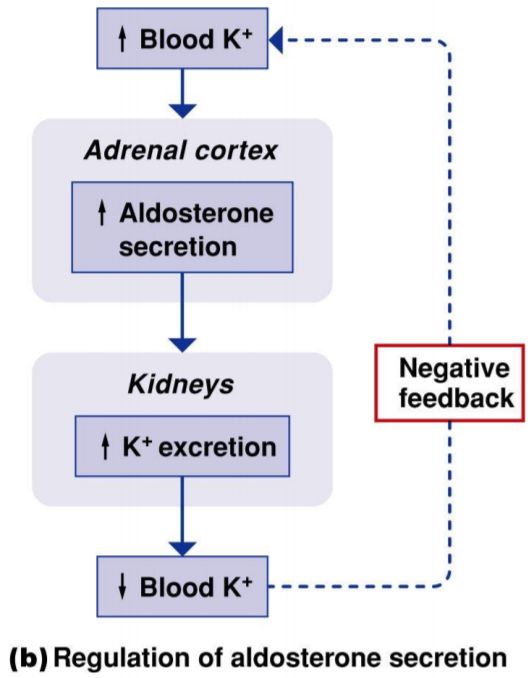 ↑ Blood K⁺
Adrenal cortex
↑ Aldosterone
secretion
Kidneys
↑ K⁺ excretion
Negative
feedback
↓ Blood K⁺
(b) Regulation of aldosterone secretion